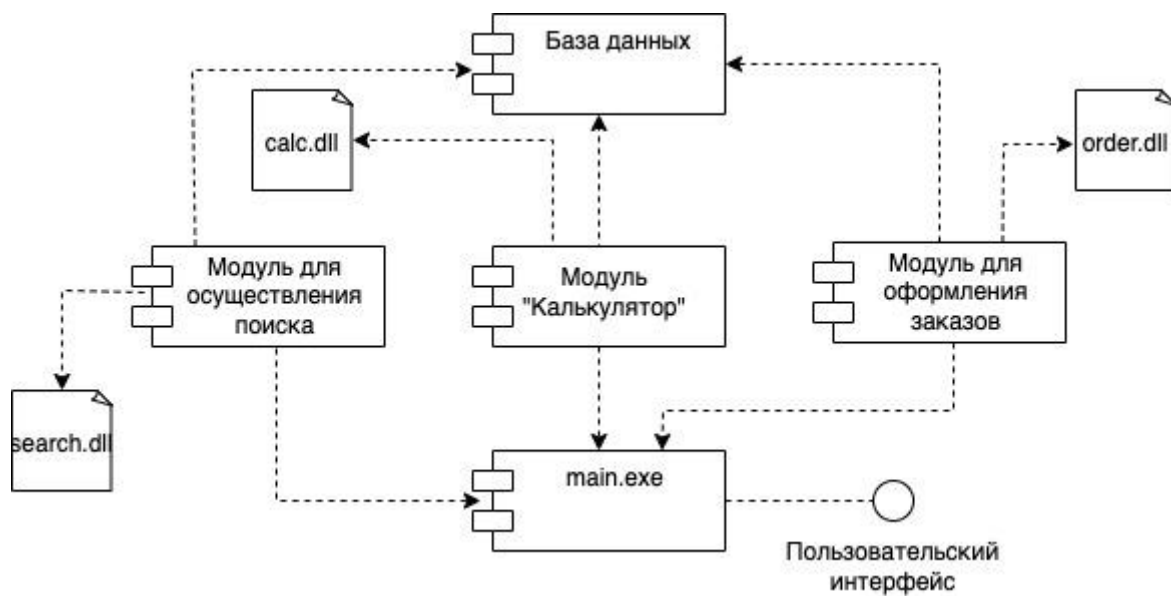 База данных
calc.dll
order.dll
Модуль для
осуществления
поиска
Модуль
"Калькулятор"
Модуль для
оформления
заказов
search.dll
main.exe
Пользовательский
интерфейс